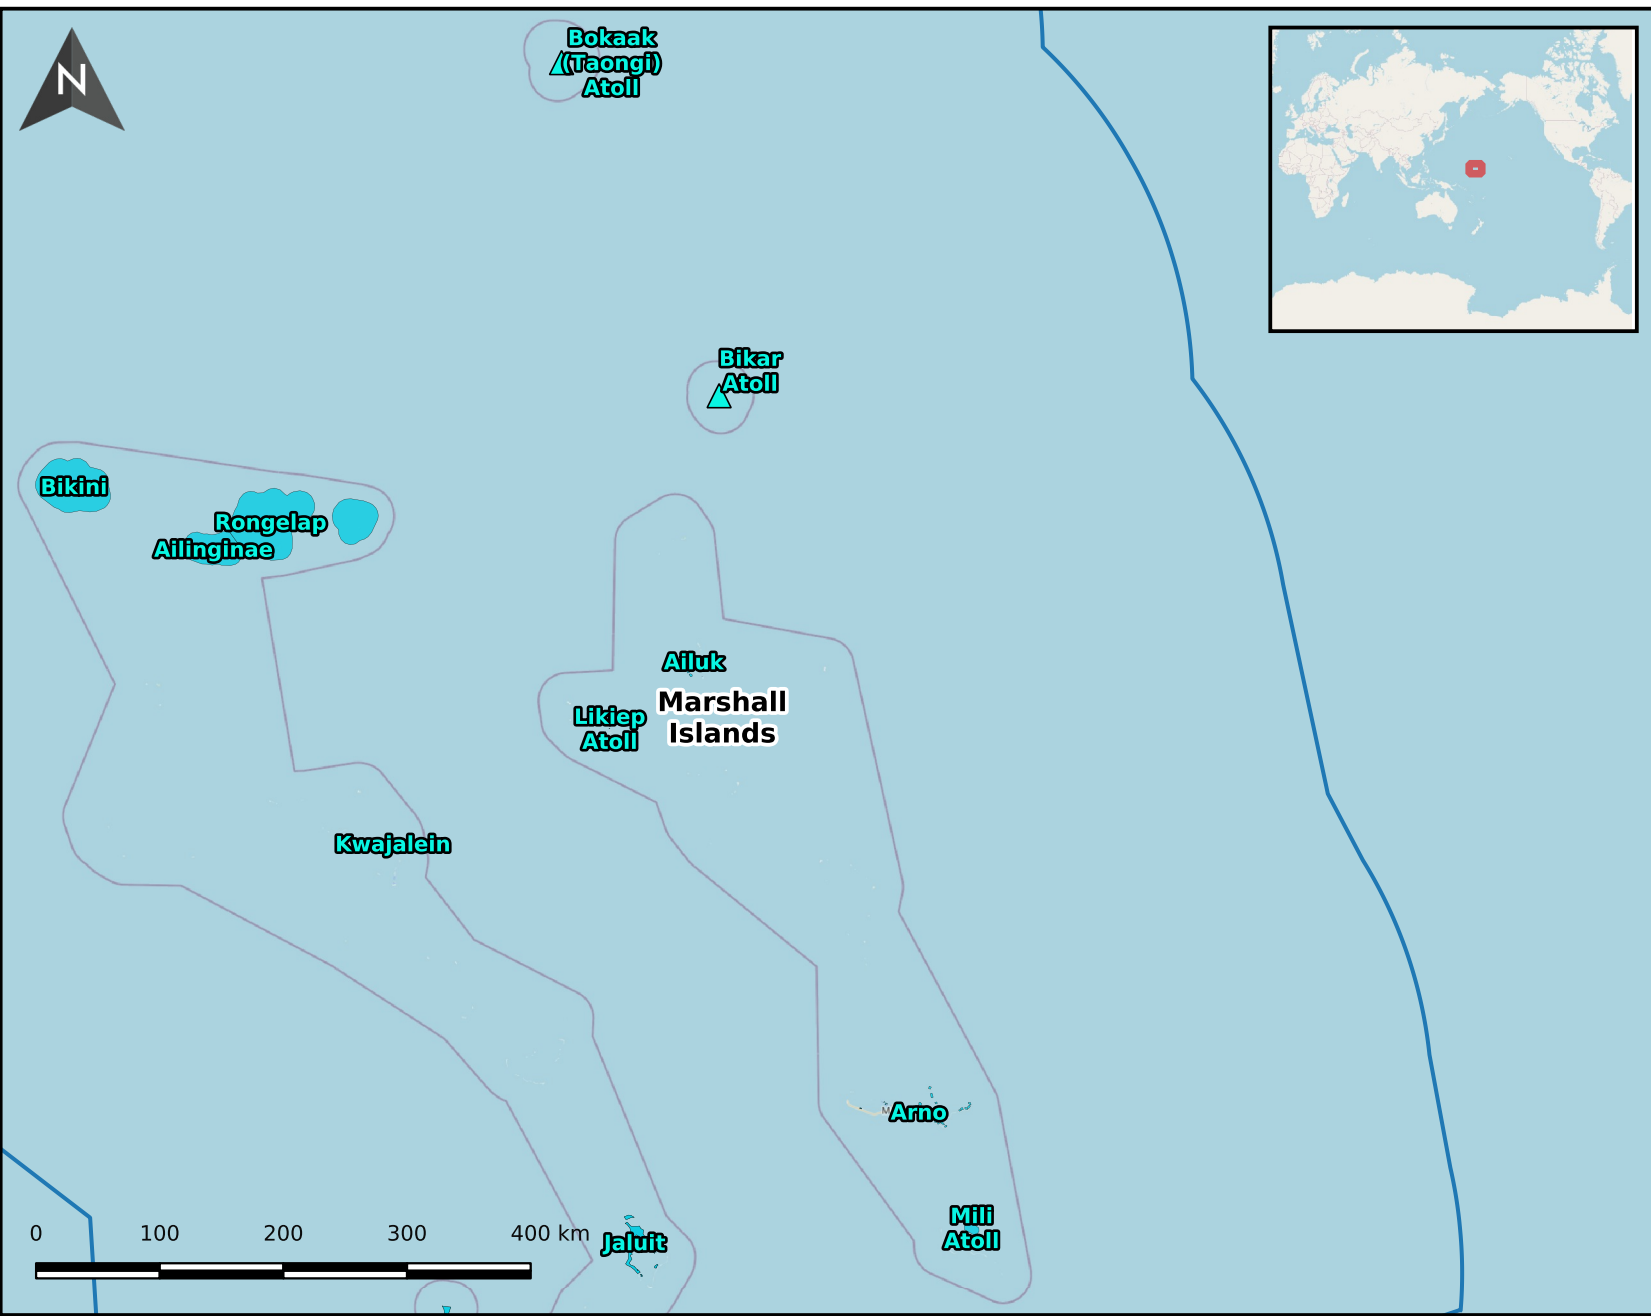 N
Bokaak
(Taongi)
Atoll
Bikar
Atoll
Bikini
Rongelap
Ailinginae
Ailuk
Marshall
Islands
Likiep
Atoll
Kwajalein
M
Arno
Mili
Atoll
Jaluit
0 100 200 300 400 km